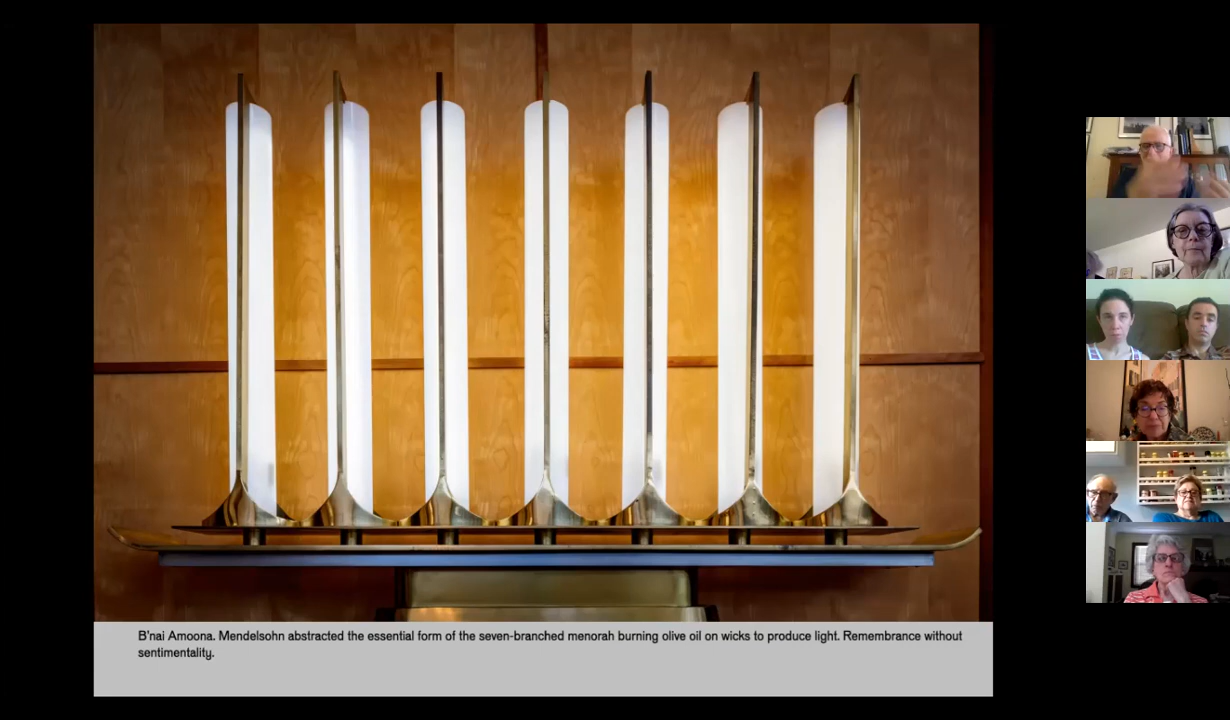 B'nai Amoona. Mendelsohn abstracted the essential form of the seven-branched menorah burning olive oil on wicks to produce light. Remembrance without
sentimentality.